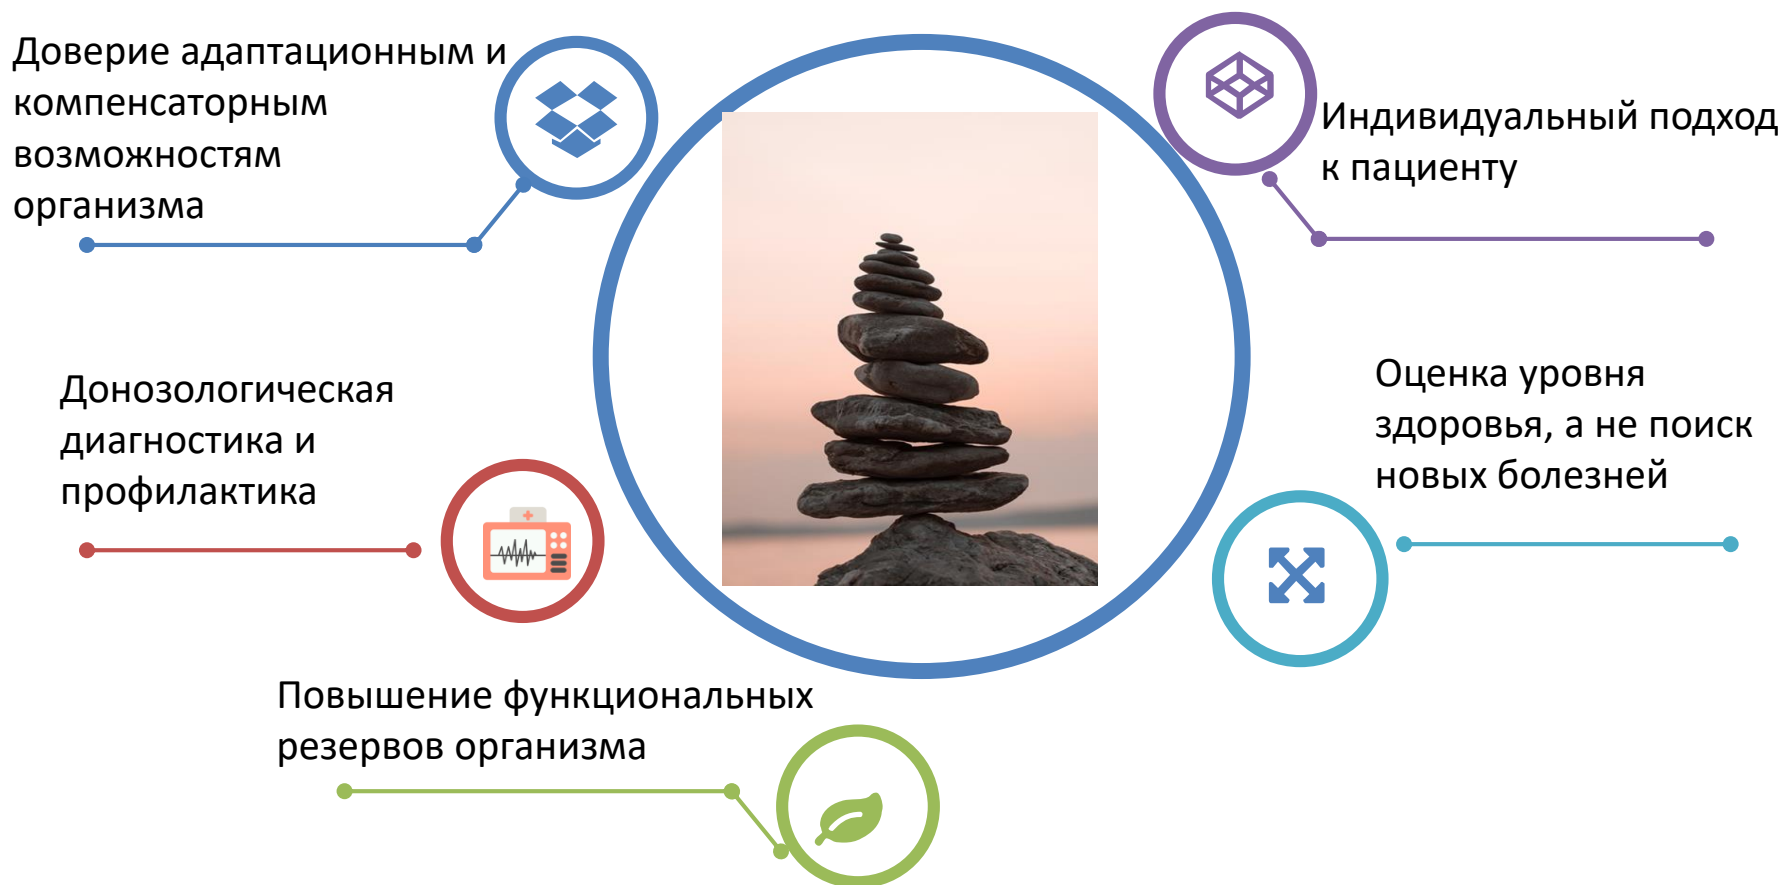 Доверие адаптационным и
компенсаторным
возможностям
организма
Индивидуальный подход
к пациенту
Донозологическая
диагностика и
профилактика
Оценка уровня
здоровья, а не поиск
новых болезней
Повышение функциональных
резервов организма